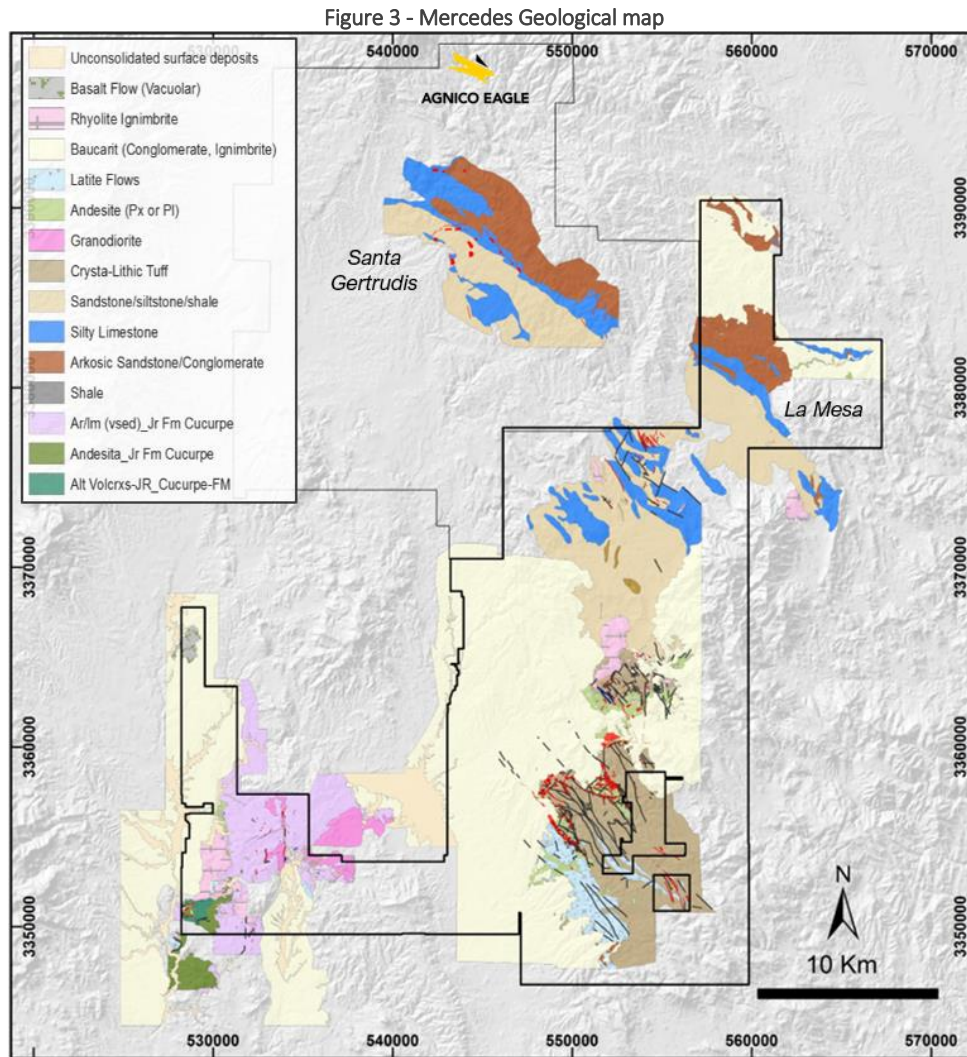 Figure 3 - Mercedes Geological map
530000 540000 550000 560000 570000
Unconsolidated surface deposits
Basalt Flow (Vacuolar)
Rhyolite Ignimbrite
Baucarit (Conglomerate, Ignimbrite)
Latite Flows
Andesite (Px or Pl)
Granodiorite
Crysta-Lithic Tuff
Sandstone/siltstone/shale
Silty Limestone
Arkosic Sandstone/Conglomerate
Shale
Ar/lm (vsed)_Jr Fm Cucurpe
Andesita_Jr Fm Cucurpe
Alt Volcrxs-JR_Cucurpe-FM
AGNICO EAGLE
Santa
Gertrudis
La Mesa
3390000
3380000
3370000
3370000
3360000
3360000
3350000
3350000
N
10 Km
530000 540000 550000 560000 570000